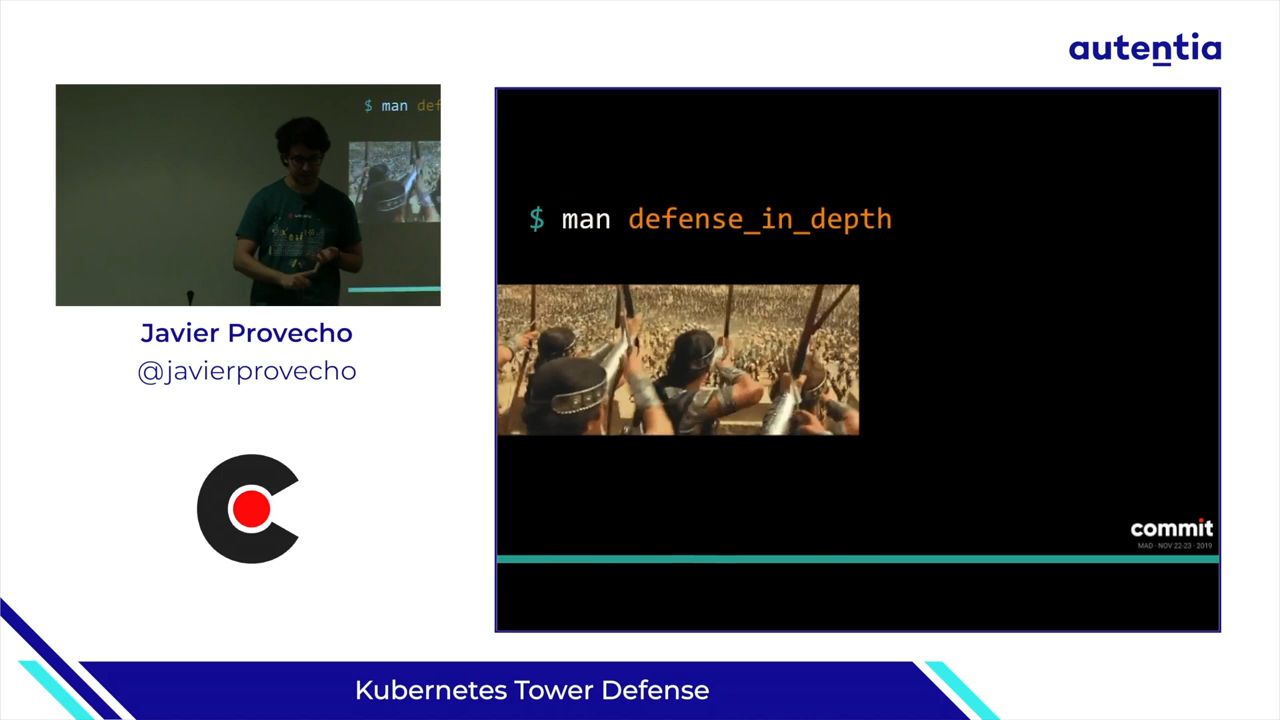 autentia
$ man def
Javier Provecho
@javierprovecho
$ man defense_in_depth
commit
MAD · NOV 22-23 · 2019
Kubernetes Tower Defense